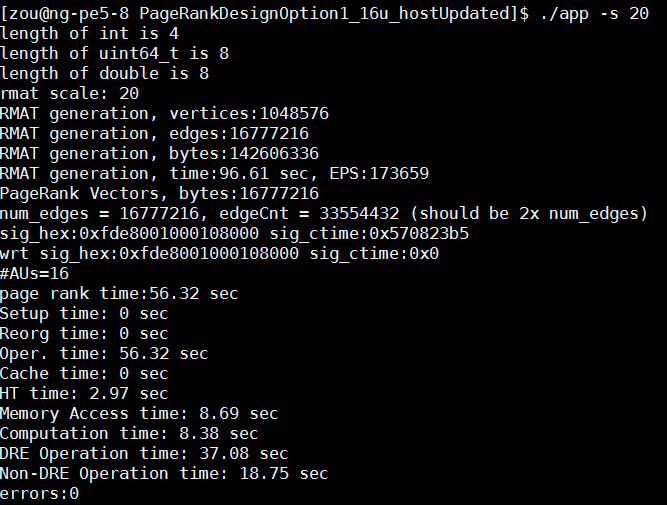 [zou@ng-pe5-8 PageRankDesignOption1_16u_hostUpdated]$ ./app -s 20
length of int is 4
length of uint64_t is 8
length of double is 8
rmat scale: 20
RMAT generation, vertices:1048576
RMAT generation, edges:16777216
RMAT generation, bytes:142606336
RMAT generation, time:96.61 sec, EPS:173659
PageRank Vectors, bytes:16777216
num_edges = 16777216, edgeCnt = 33554432 (should be 2x num_edges)
sig_hex:0xfde8001000108000 sig_ctime:0x570823b5
wrt sig_hex:0xfde8001000108000 sig_ctime:0x0
#AUs=16
page rank time:56.32 sec
Setup time: 0 sec
Reorg time: 0 sec
Oper. time: 56.32 sec
Cache time: 0 sec
HT time: 2.97 sec
Memory Access time: 8.69 sec
Computation time: 8.38 sec
DRE Operation time: 37.08 sec
Non-DRE Operation time: 18.75 sec
errors:0